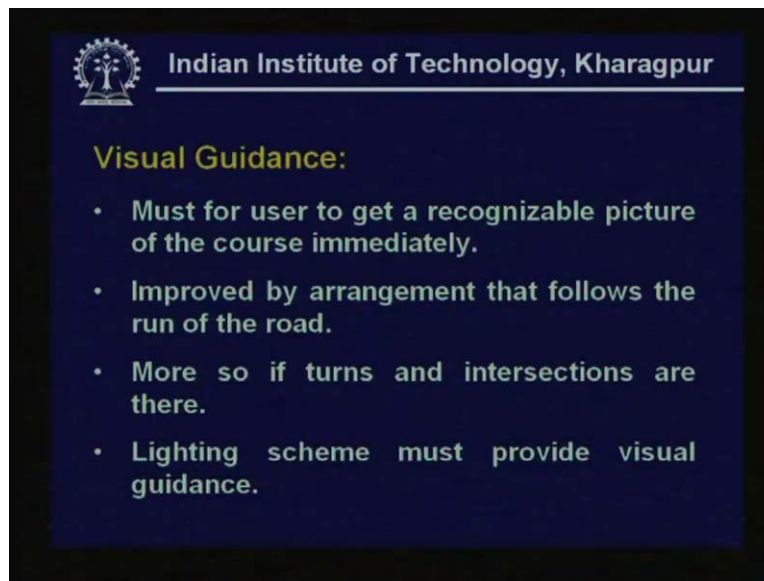 Indian Institute of Technology, Kharagpur
Visual Guidance:
• Must for user to get a recognizable picture
of the course immediately.
• Improved by arrangement that follows the
run of the road.
• More so if turns and intersections are
there.
• Lighting scheme must provide visual
guidance.